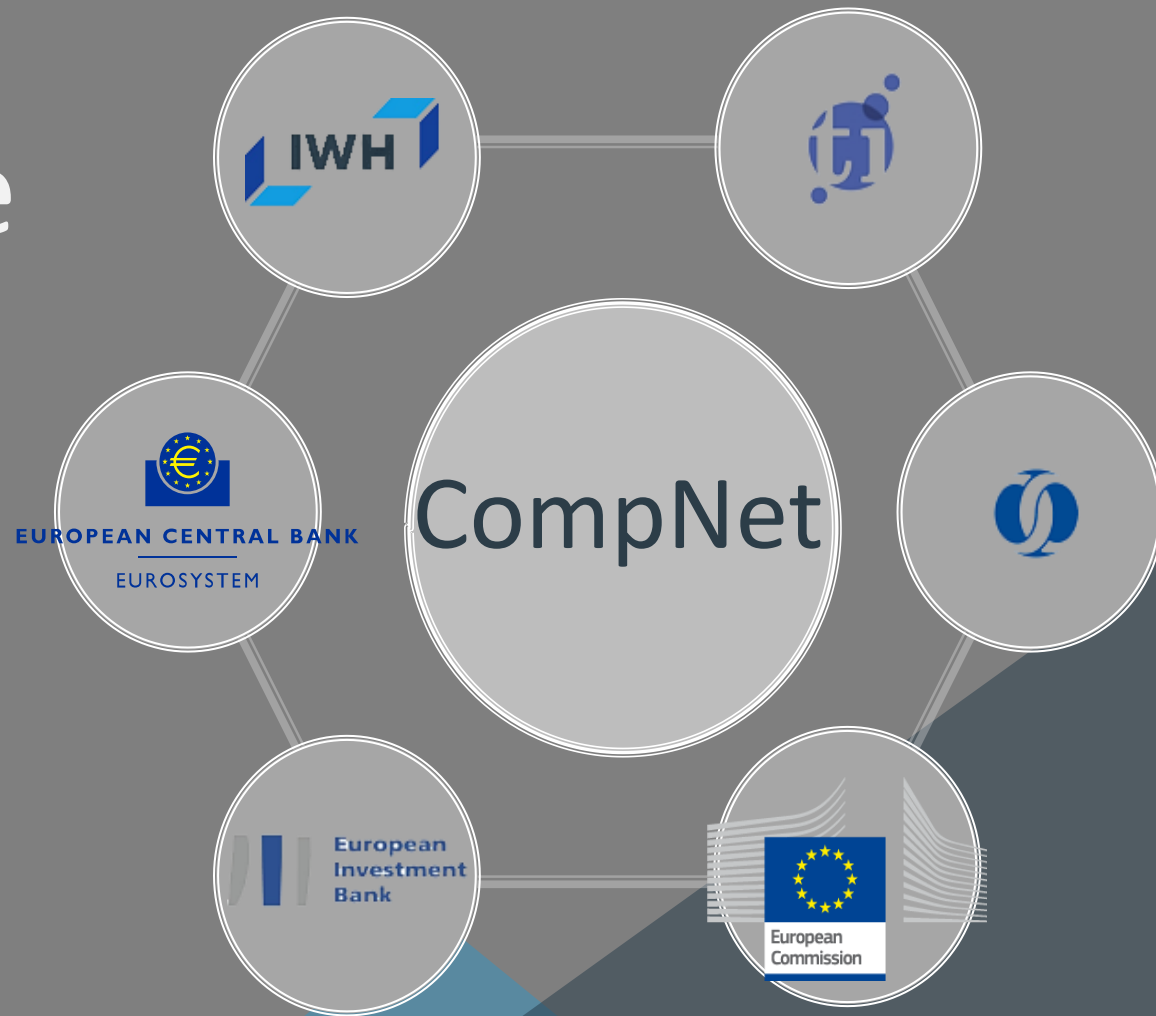 e
IWH
EUROPEAN CENTRAL BANK
EUROSYSTEM
CompNet
European
Investment
Bank
European
Commission